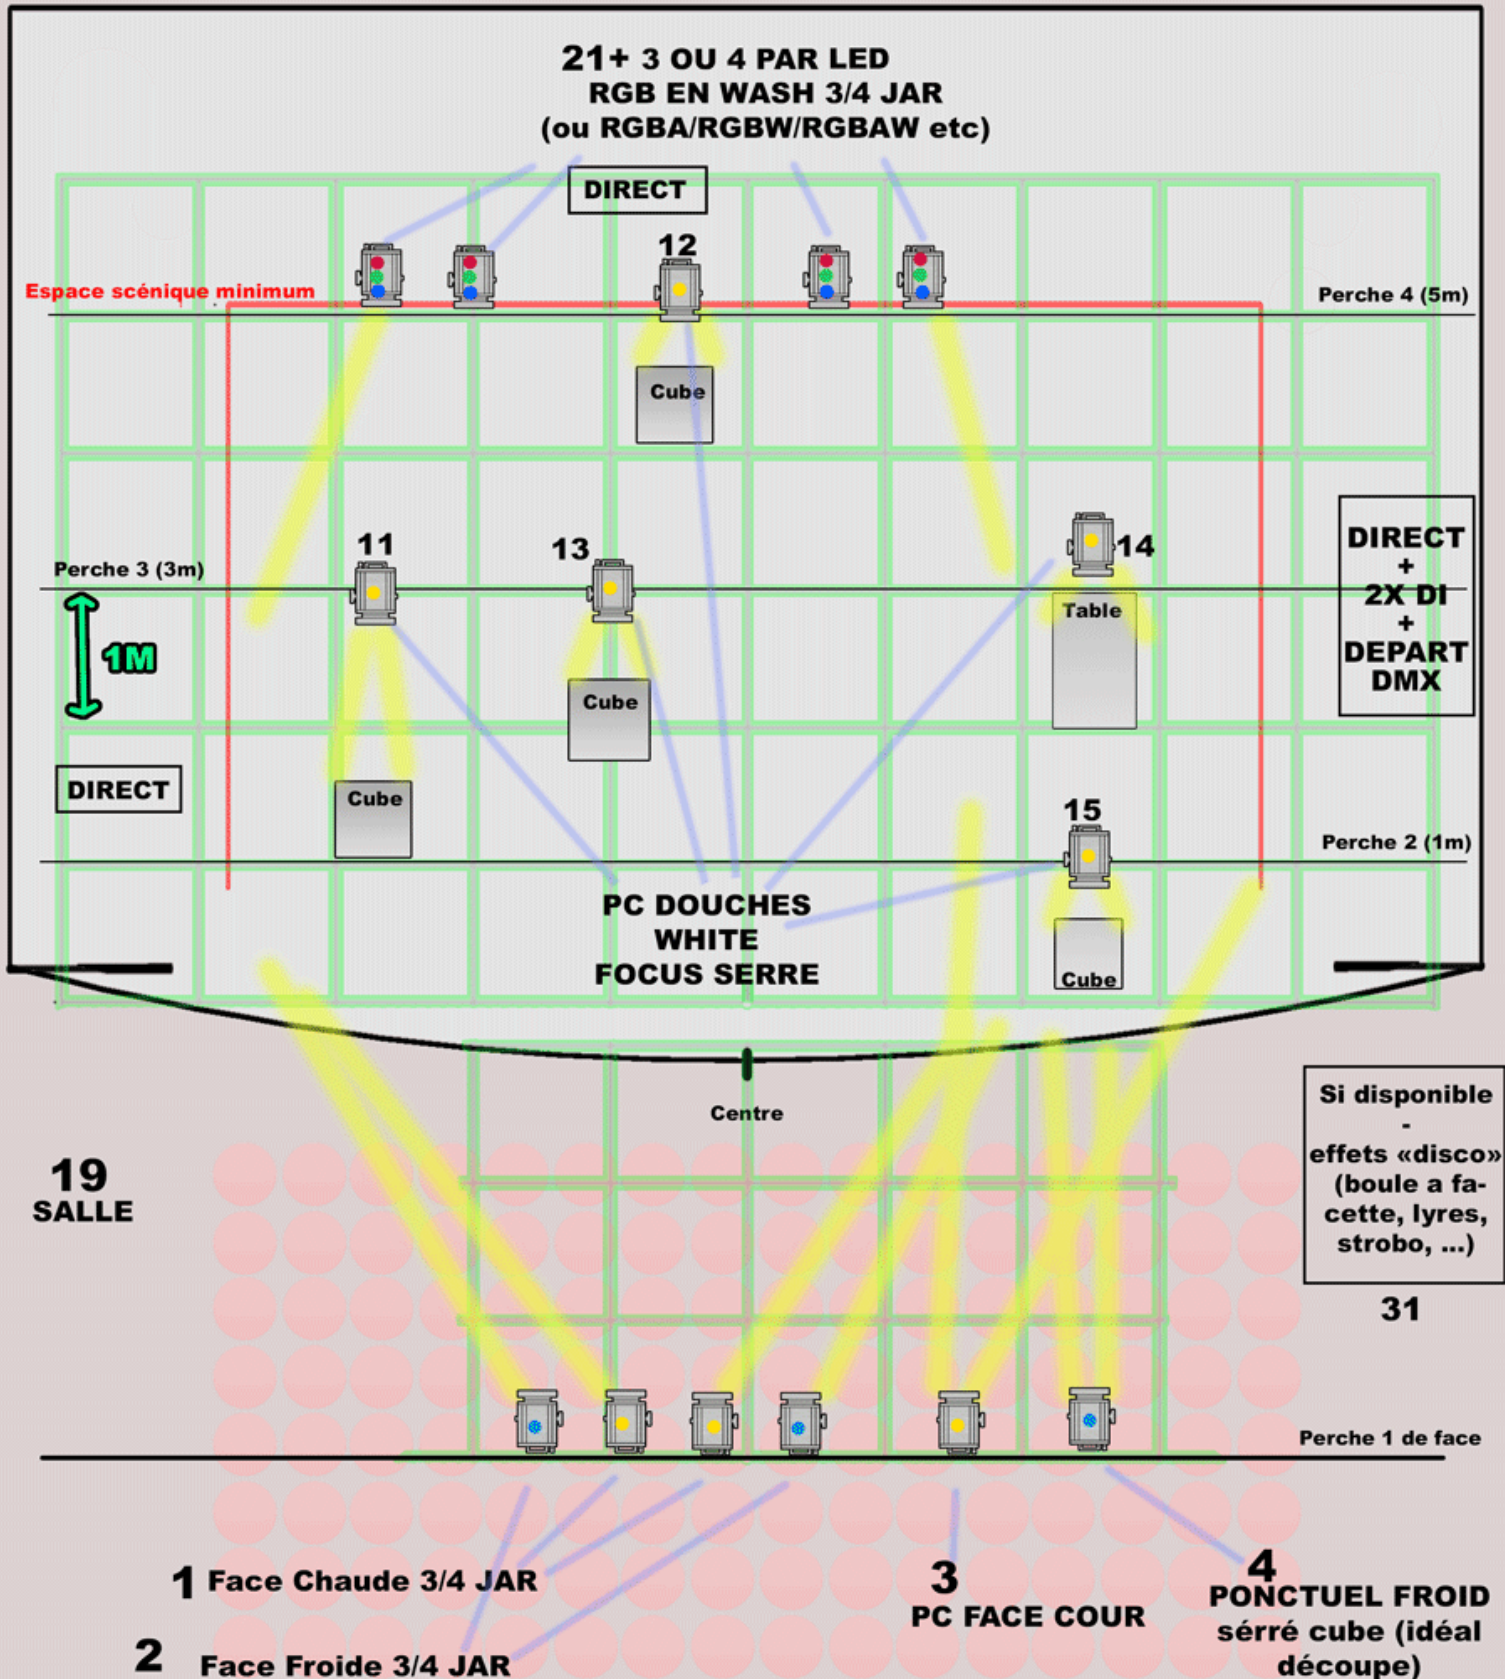 21+ 3 OU 4 PAR LED
RGB EN WASH 3/4 JAR
(ou RGBA/RGBW/RGBAW etc)
DIRECT
12
Espace scénique minimum
Perche 4 (5m)
Cube
11
13
14
Perche 3 (3m)
Table
DIRECT
+
2X DI
+
DEPART
DMX
1M
Cube
DIRECT
Cube
15
Perche 2 (1m)
PC DOUCHES
WHITE
FOCUS SERRE
Cube
Centre
19
SALLE
Si disponible
-
effets «disco»
(boule a fa-
cette, lyres,
strobo, ...)
31
Perche 1 de face
1 Face Chaude 3/4 JAR
2 Face Froide 3/4 JAR
3
PC FACE COUR
4
PONCTUEL FROID
sérré cube (idéal
découpe)